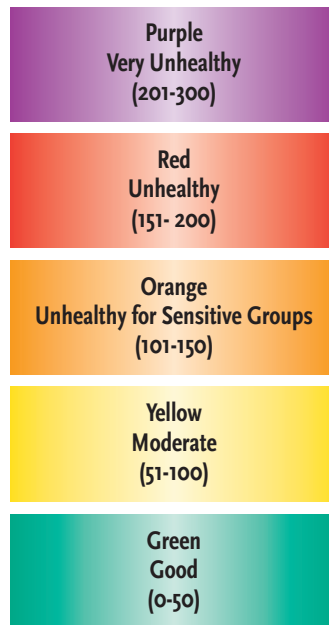 Purple
Very Unhealthy
(201-300)
Red
Unhealthy
(151- 200)
Orange
Unhealthy for Sensitive Groups
(101-150)
Yellow
Moderate
(51-100)
Green
Good
(0-50)